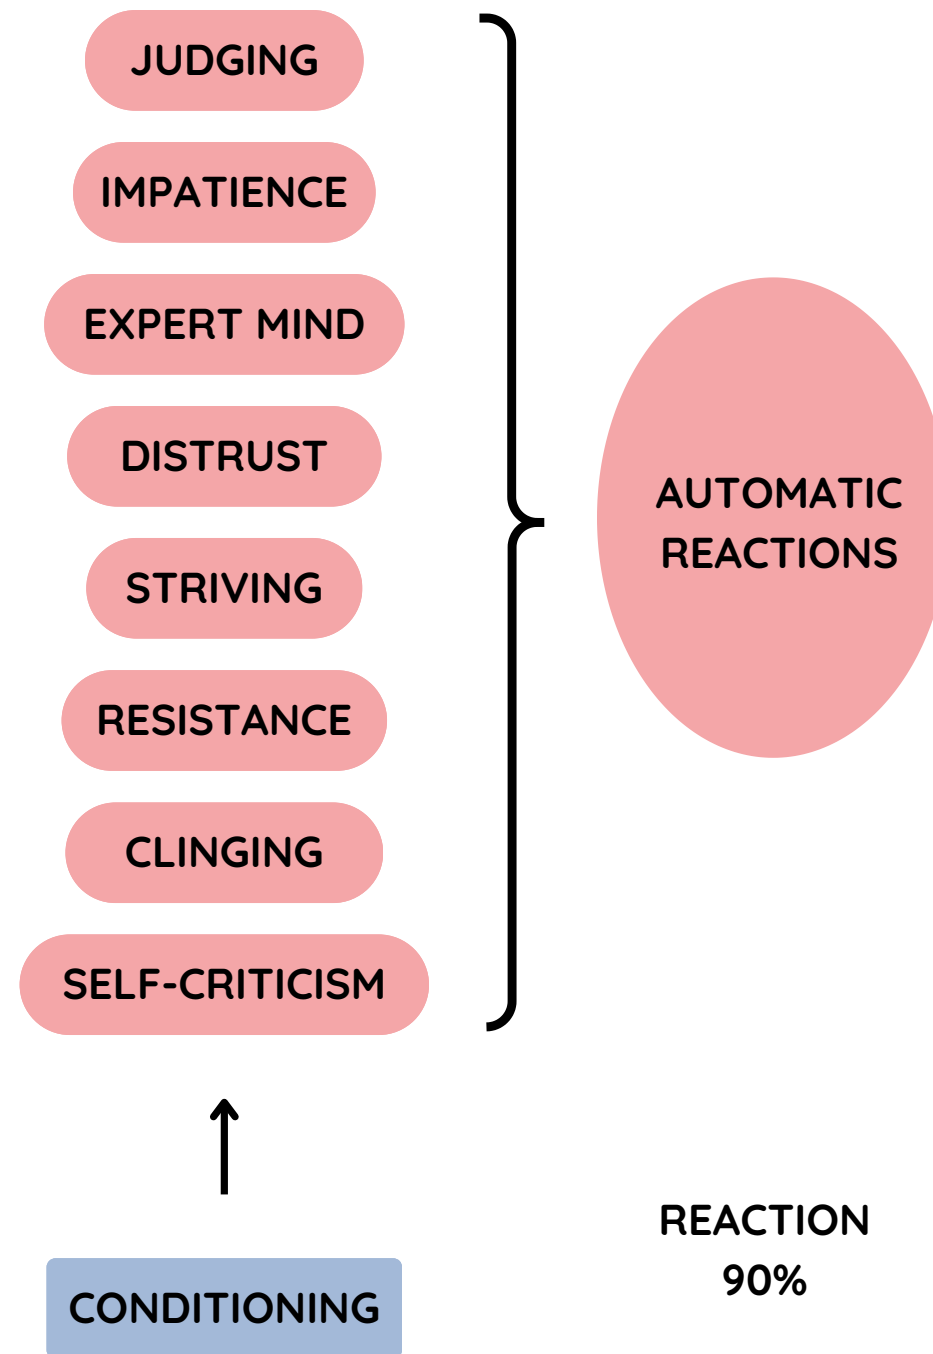 JUDGING
IMPATIENCE
EXPERT MIND
DISTRUST
STRIVING
RESISTANCE
CLINGING
SELF-CRITICISM
CONDITIONING
AUTOMATIC
REACTIONS
REACTION
90%